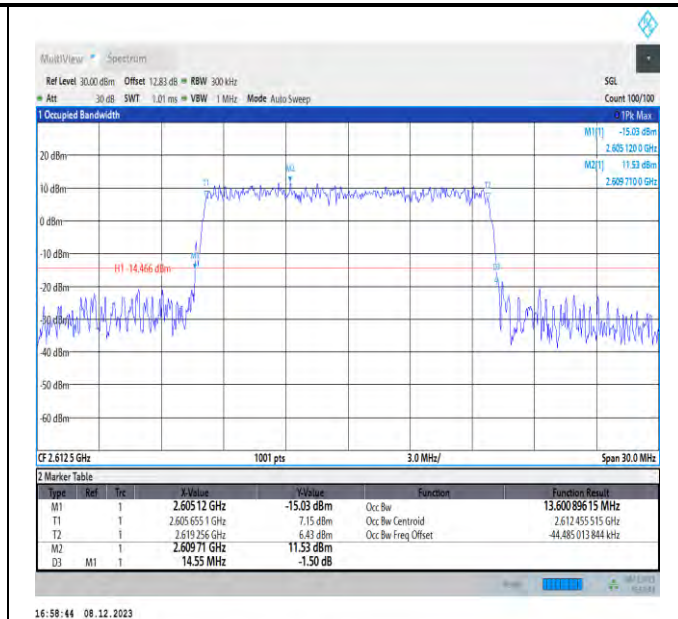 MultiView Spectrum
Ref Level 30.00 dBm Offset 12.83 dB RBW 300 kHz SGL
Att 30 dB SWT 1.01 ms VBW 1 MHz Mode Auto Sweep Count 100/100
1 Occupied Bandwidth 1Pk Max
M1[1] -15.03 dBm
2.605 120 0 GHz
M2[1] 11.53 dBm
2.609 710 0 GHz
20 dBm
M2
T1 T2
10 dBm
0 dBm
-10 dBm
M1 D3
H1 -14.466 dBm
-20 dBm
-30 dBm
-40 dBm
-50 dBm
-60 dBm
CF 2.612 5 GHz 1001 pts 3.0 MHz/ Span 30.0 MHz
2 Marker Table
Type Ref Trc X-Value Y-Value Function Function Result
M1 1 2.605 12 GHz -15.03 dBm Occ Bw 13.600 896 15 MHz
T1 1 2.605 655 1 GHz 7.15 dBm Occ Bw Centroid 2.612 455 515 GHz
T2 1 2.619 256 GHz 6.43 dBm Occ Bw Freq Offset -44.485 013 844 kHz
M2 1 2.609 71 GHz 11.53 dBm
D3 M1 1 14.55 MHz -1.50 dB
16:58:44 08.12.2023